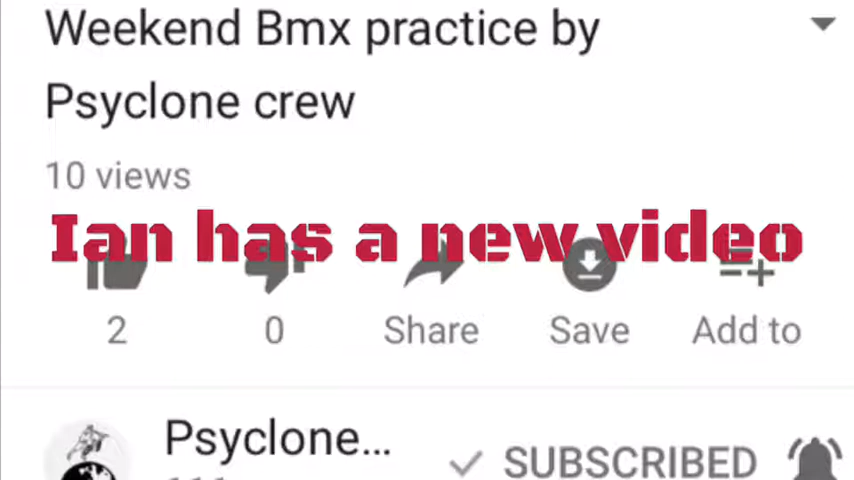 Weekend Bmx practice by
Psyclone crew
10 views
Ian has a new video
2 0 Share Save Add to
Psyclone...
SUBSCRIBED